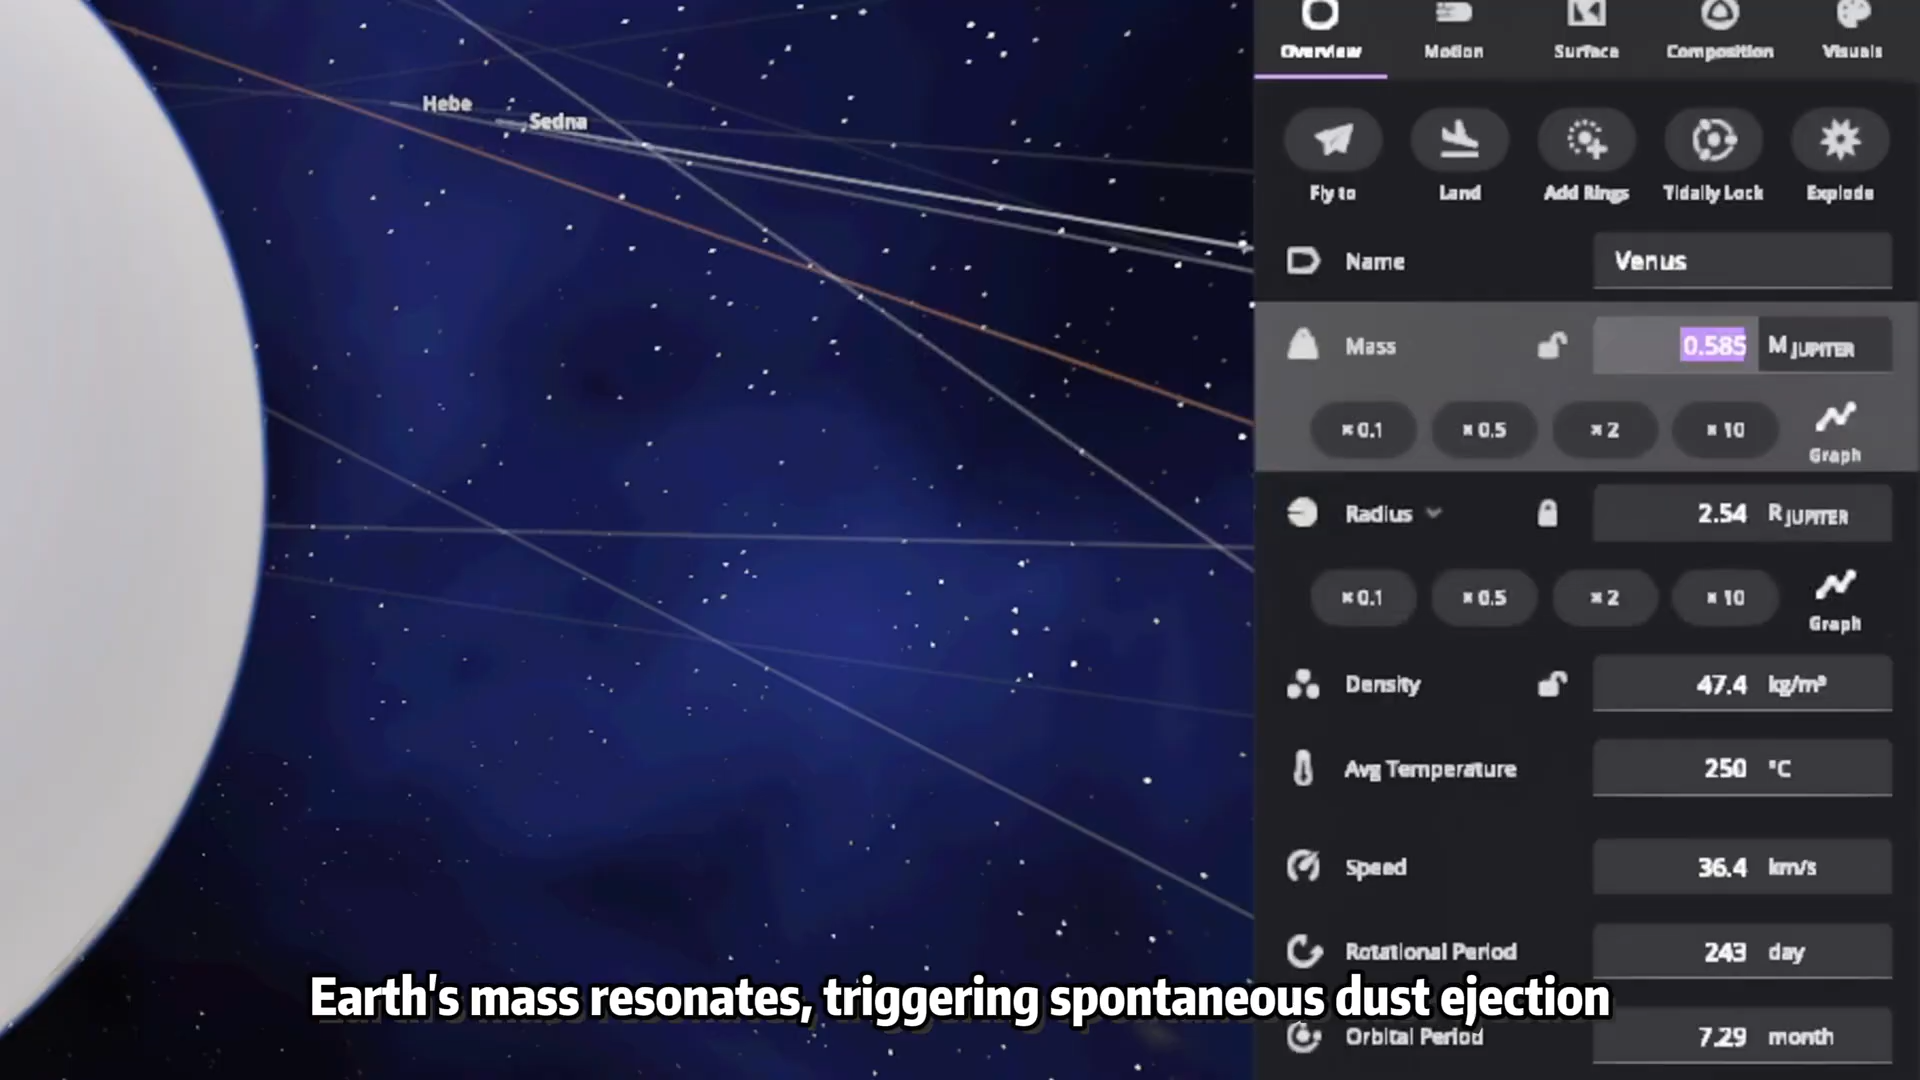 Overview Motion Surface Composition Visuals
Hebe
Sedna
Fly to Land Add Rings Tidally Lock Explode
Name Venus
Mass 0.585 M JUPITER
× 0.1 × 0.5 × 2 × 10 Graph
Radius 2.54 R JUPITER
× 0.1 × 0.5 × 2 × 10 Graph
Density 47.4 kg/m³
Avg Temperature 250 °C
Speed 36.4 km/s
Rotational Period 243 day
Earth's mass resonates, triggering spontaneous dust ejection
Orbital Period 7.29 month